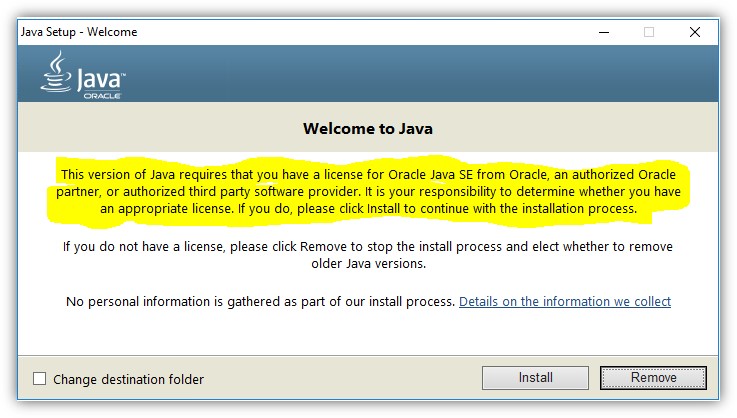 Java Setup - Welcome
Java™
ORACLE
Welcome to Java
This version of Java requires that you have a license for Oracle Java SE from Oracle, an authorized Oracle
partner, or authorized third party software provider. It is your responsibility to determine whether you have
an appropriate license. If you do, please click Install to continue with the installation process.
If you do not have a license, please click Remove to stop the install process and elect whether to remove
older Java versions.
No personal information is gathered as part of our install process. Details on the information we collect
Change destination folder
Install
Remove